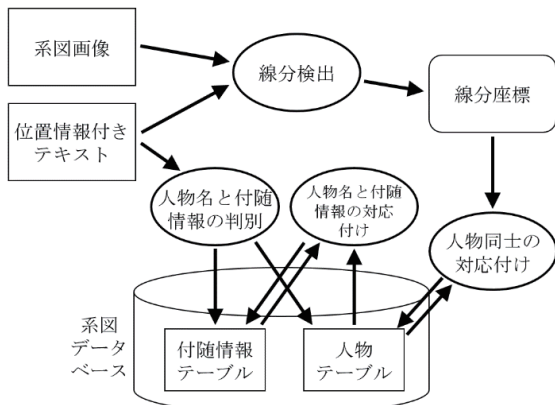 系図画像
線分検出
線分座標
位置情報付き
テキスト
人物名と付随
情報の判別
人物名と付随
情報の対応
付け
人物同士の
対応付け
系図
データ
ベース
付随情報
テーブル
人物
テーブル